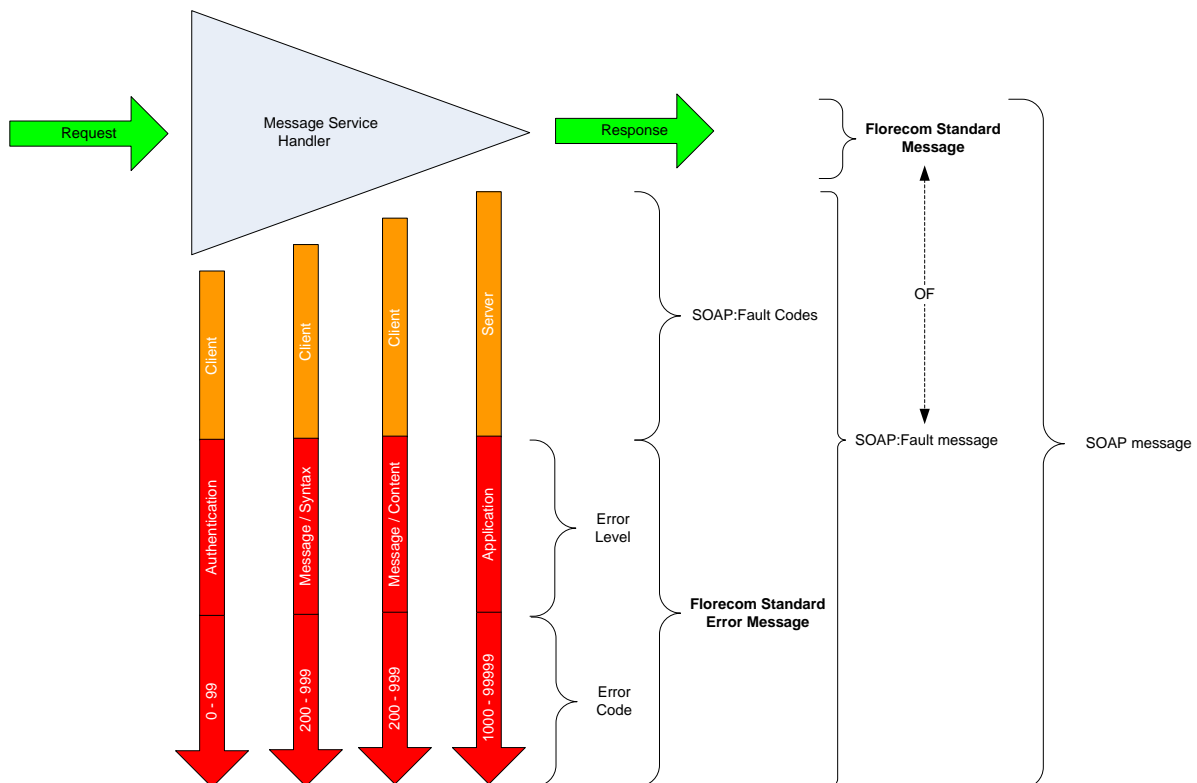 Request
Message Service
Handler
Response
Florecom Standard
Message
OF
SOAP:Fault Codes
SOAP:Fault message
SOAP message
Client
Client
Client
Server
Authentication
Message / Syntax
Message / Content
Application
Error
Level
Florecom Standard
Error Message
0 - 99
200 - 999
200 - 999
1000 - 99999
Error
Code